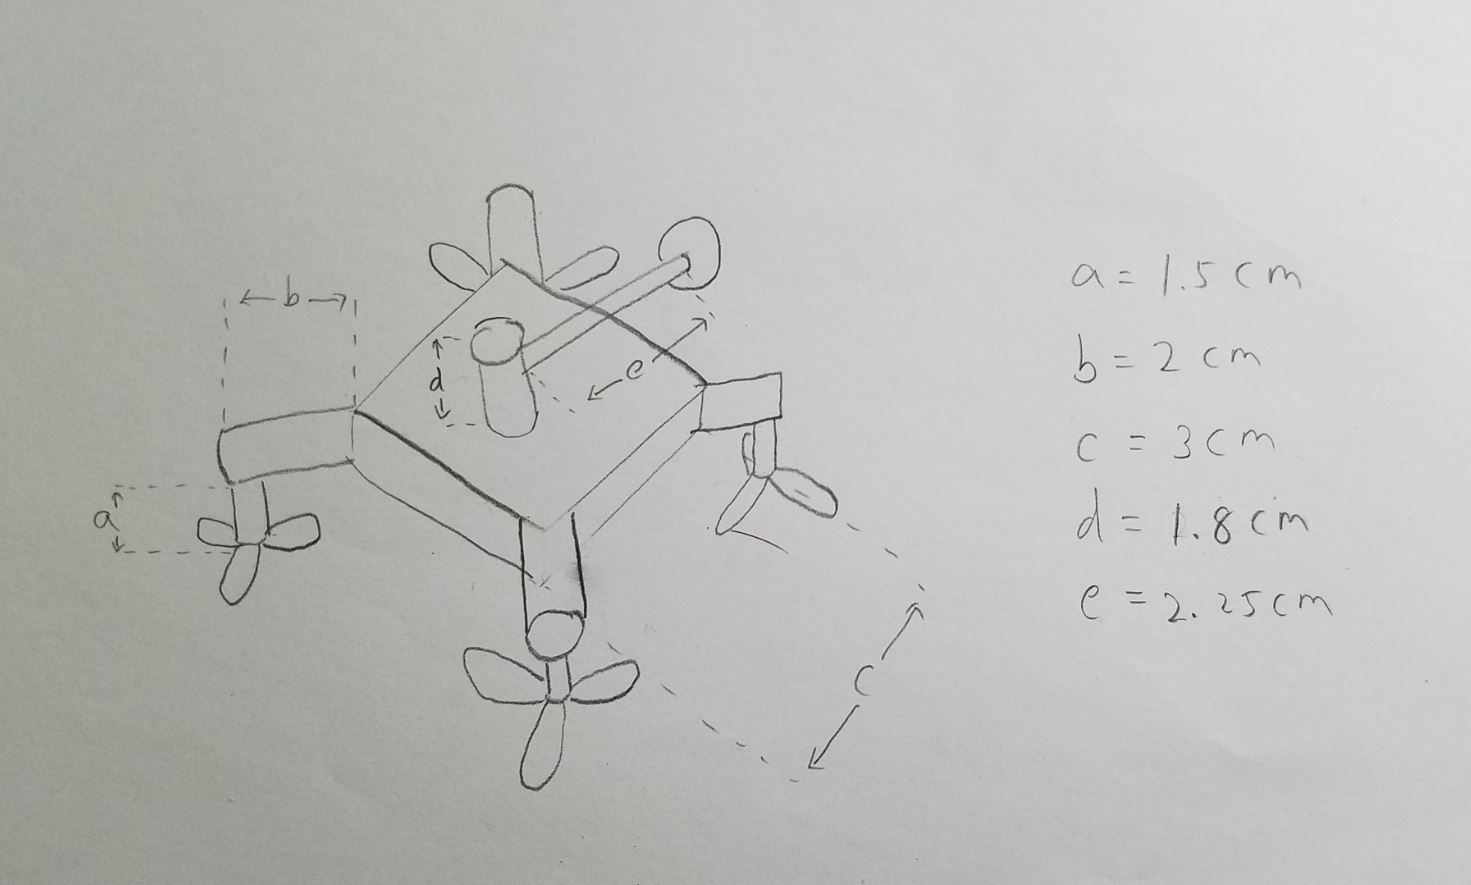 b
d
e
a
c
a = 1.5 cm
b = 2 cm
c = 3 cm
d = 1.8 cm
e = 2.25 cm